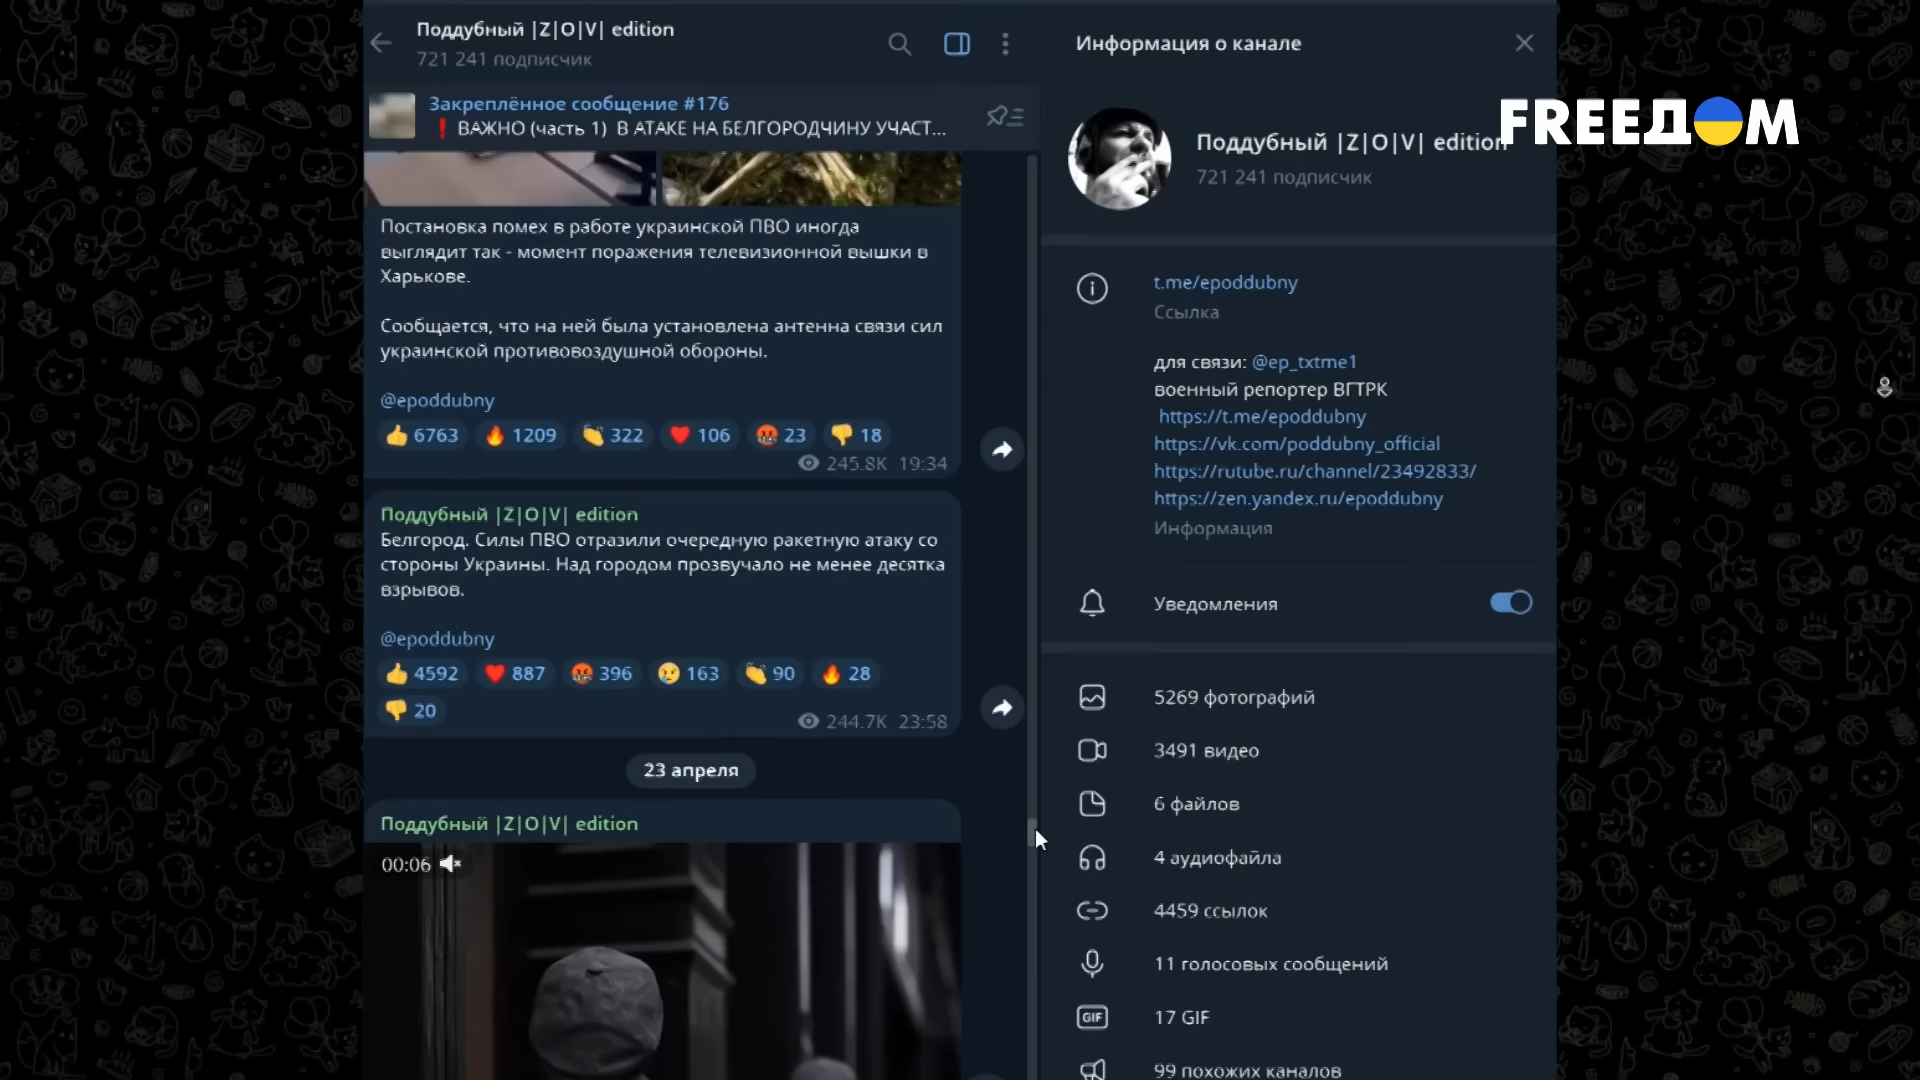 Поддубный |Z|O|V| edition
721 241 подписчик
Закреплённое сообщение #176
❗ ВАЖНО (часть 1) В АТАКЕ НА БЕЛГОРОДЧИНУ УЧАСТ...
Постановка помех в работе украинской ПВО иногда
выглядит так - момент поражения телевизионной вышки в
Харькове.
Сообщается, что на ней была установлена антенна связи сил
украинской противовоздушной обороны.
@epoddubny
👍 6763 🔥 1209 👏 322 ❤️ 106 🤬 23 👎 18
245.8K 19:34
Поддубный |Z|O|V| edition
Белгород. Силы ПВО отразили очередную ракетную атаку со
стороны Украины. Над городом прозвучало не менее десятка
взрывов.
@epoddubny
👍 4592 ❤️ 887 🤬 396 😢 163 👏 90 🔥 28
👎 20
244.7K 23:58
23 апреля
Поддубный |Z|O|V| edition
00:06
Информация о канале
Поддубный |Z|O|V| edition
721 241 подписчик
t.me/epoddubny
Ссылка
для связи: @ep_txtme1
военный репортер ВГТРК
https://t.me/epoddubny
https://vk.com/poddubny_official
https://rutube.ru/channel/23492833/
https://zen.yandex.ru/epoddubny
Информация
Уведомления
5269 фотографий
3491 видео
6 файлов
4 аудиофайла
4459 ссылок
11 голосовых сообщений
GIF 17 GIF
99 похожих каналов
FREEДOM